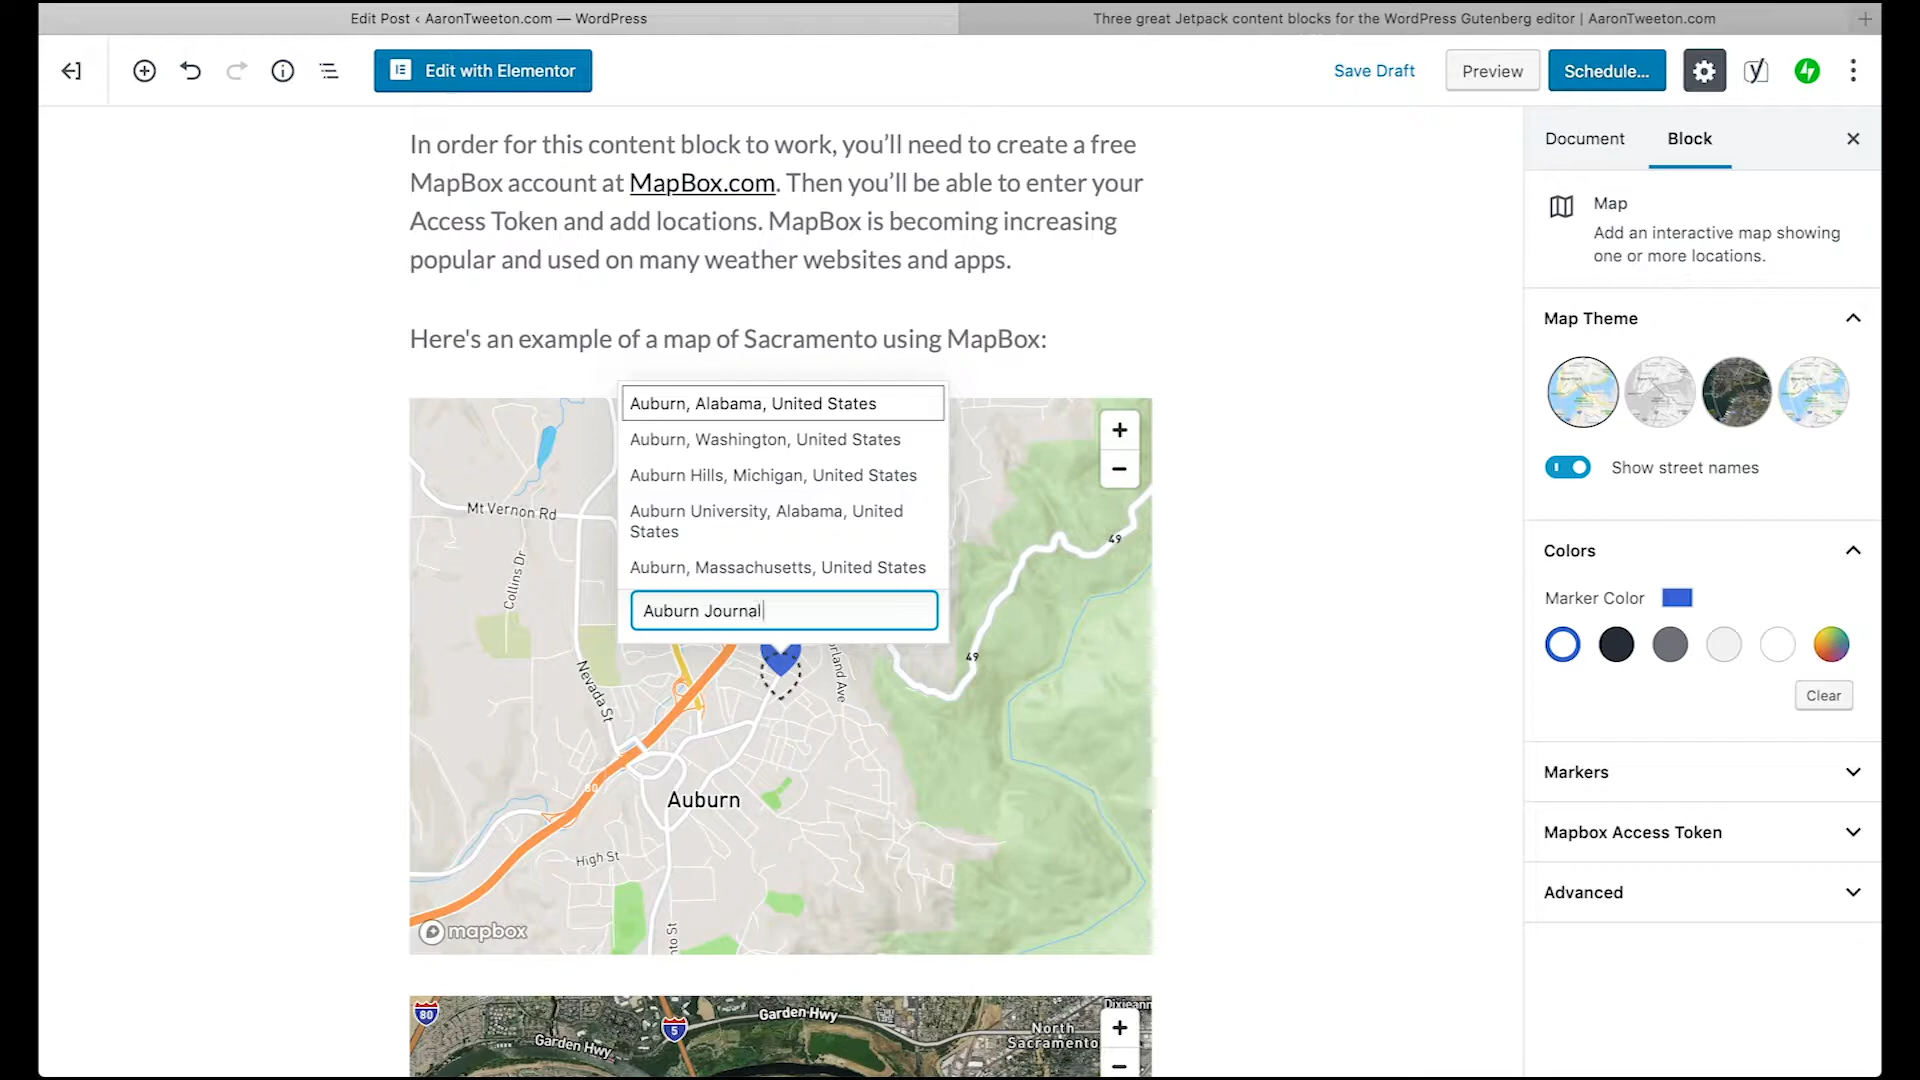 Edit Post ‹ AaronTweeton.com — WordPress
Three great Jetpack content blocks for the WordPress Gutenberg editor | AaronTweeton.com
Edit with Elementor
Save Draft
Preview
Schedule...
In order for this content block to work, you’ll need to create a free
MapBox account at MapBox.com. Then you’ll be able to enter your
Access Token and add locations. MapBox is becoming increasing
popular and used on many weather websites and apps.
Here's an example of a map of Sacramento using MapBox:
Auburn, Alabama, United States
Auburn, Washington, United States
Auburn Hills, Michigan, United States
Auburn University, Alabama, United
States
Auburn, Massachusetts, United States
Auburn Journal
Mt Vernon Rd
Collins Dr
Nevada St
49
49
80
Auburn
High St
mapbox
80
5
Garden Hwy
Garden Hwy
North
Sacramento
Document
Block
Map
Add an interactive map showing
one or more locations.
Map Theme
Show street names
Colors
Marker Color
Clear
Markers
Mapbox Access Token
Advanced